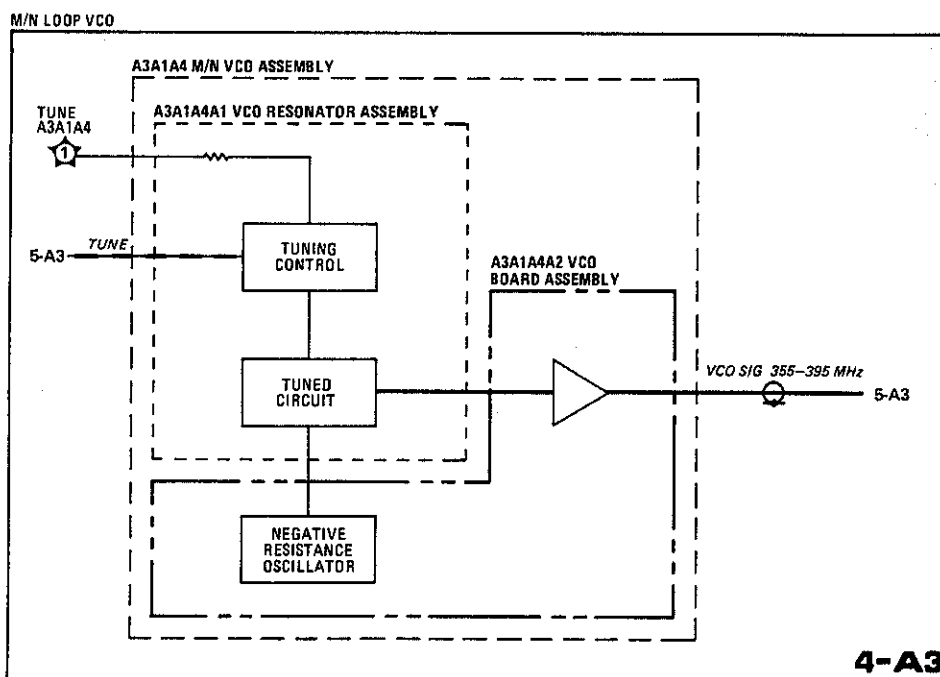 M/N LOOP VCO
A3A1A4 M/N VCO ASSEMBLY
TUNE
A3A1A4
1
A3A1A4A1 VCO RESONATOR ASSEMBLY
5-A3
TUNE
TUNING
CONTROL
A3A1A4A2 VCO
BOARD ASSEMBLY
TUNED
CIRCUIT
VCO SIG 355–395 MHz
5-A3
NEGATIVE
RESISTANCE
OSCILLATOR
4-A3